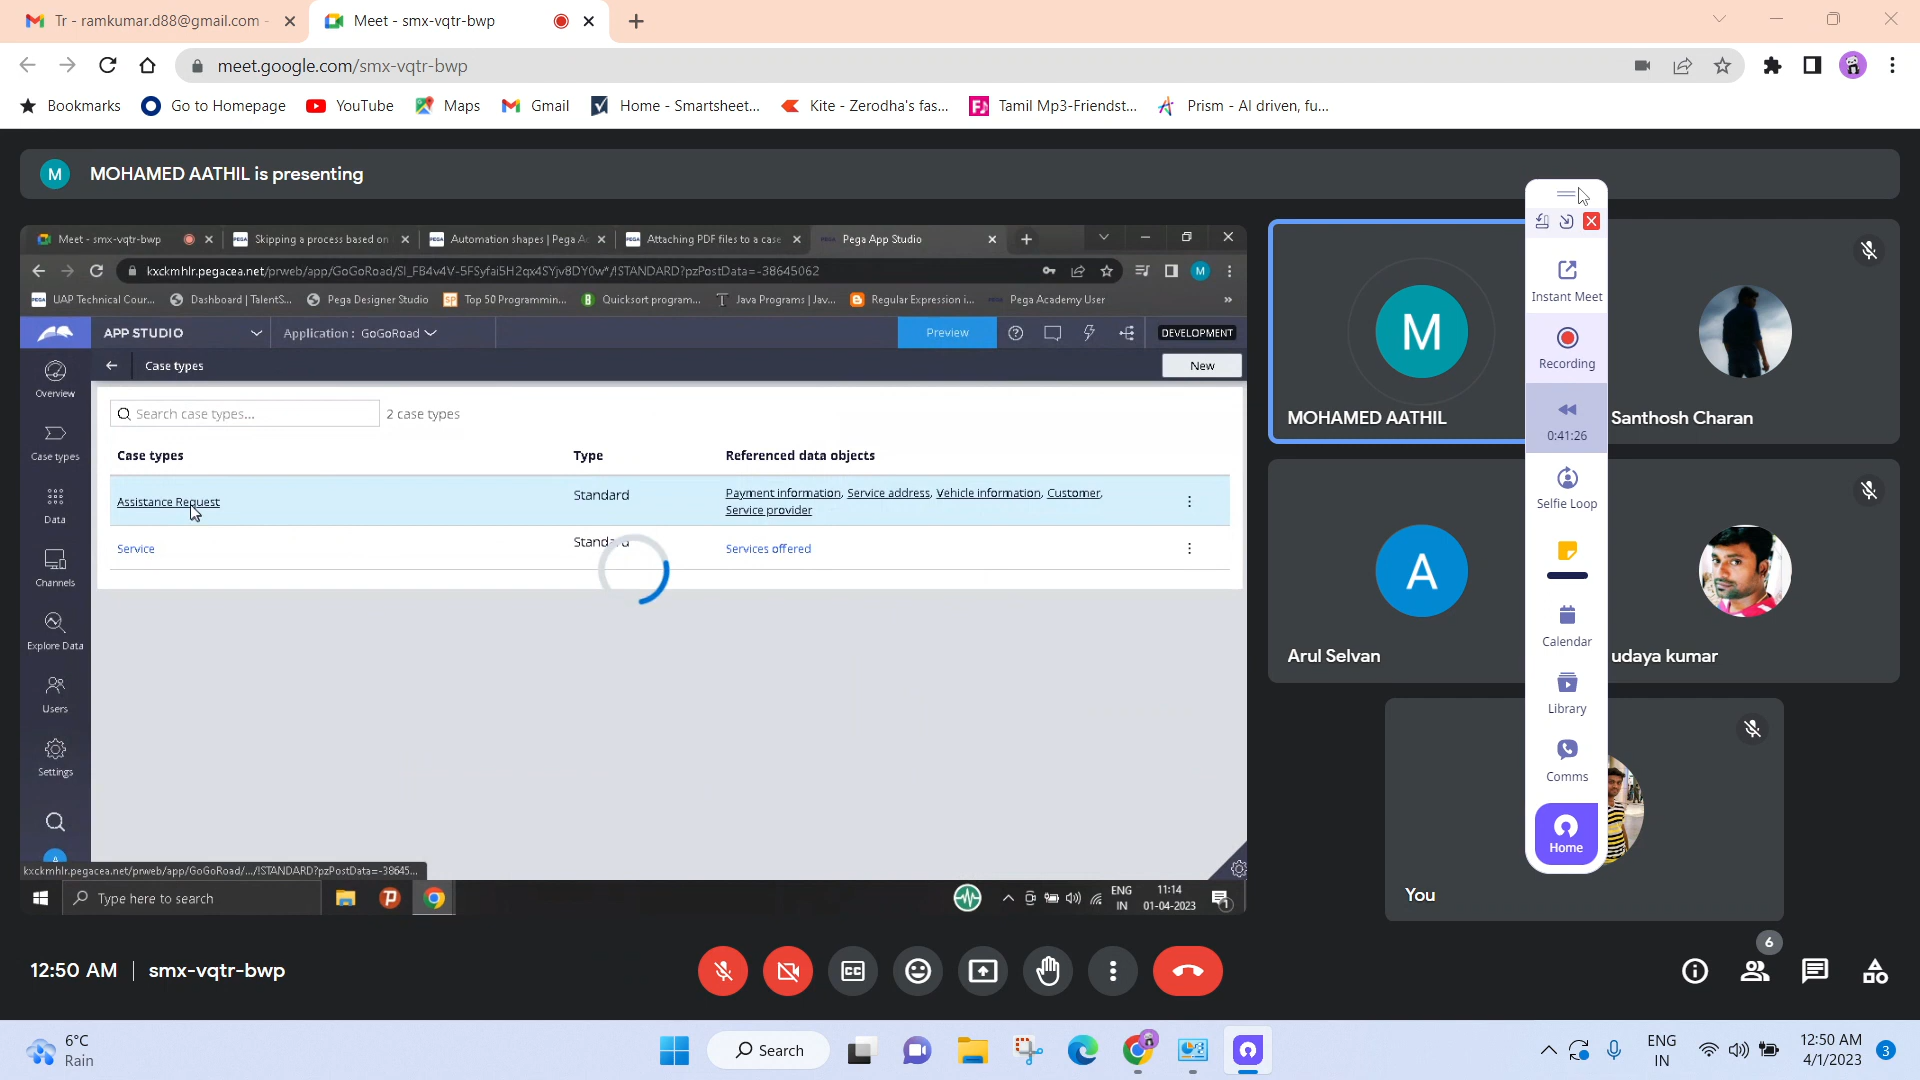 Tr - ramkumar.d88@gmail.com -
Meet - smx-vqtr-bwp
meet.google.com/smx-vqtr-bwp
Bookmarks
Go to Homepage
YouTube
Maps
Gmail
Home - Smartsheet...
Kite - Zerodha's fas...
Tamil Mp3-Friendst...
Prism - AI driven, fu...
M
MOHAMED AATHIL is presenting
Meet - smx-vqtr-bwp
Skipping a process based on
Automation shapes | Pega A
Attaching PDF files to a case
Pega App Studio
kxckmhlr.pegacea.net/prweb/app/GoGoRoad/SI_FB4v4V-5FSyfai5H2qx4SYjv8DY0w*/!STANDARD?pzPostData=-38645062
M
UAP Technical Cour...
Dashboard | TalentS...
Pega Designer Studio
Top 50 Programmin...
Quicksort program...
Java Programs | Jav...
Regular Expression i...
Pega Academy User
»
APP STUDIO
Application : GoGoRoad
Preview
DEVELOPMENT
Case types
New
Search case types...
2 case types
Case types
Type
Referenced data objects
Assistance Request
Standard
Payment information, Service address, Vehicle information, Customer,
Service provider
Service
Standard
Services offered
Overview
Case types
Data
Channels
Explore Data
Users
Settings
kxckmhlr.pegacea.net/prweb/app/GoGoRoad/.../!STANDARD?pzPostData=-38645...
Type here to search
ENG
IN
11:14
01-04-2023
1
M
MOHAMED AATHIL
Santhosh Charan
A
Arul Selvan
udaya kumar
You
Instant Meet
Recording
0:41:26
Selfie Loop
Calendar
Library
Comms
Home
12:50 AM
smx-vqtr-bwp
CC
6
6°C
Rain
Search
ENG
IN
12:50 AM
4/1/2023
3